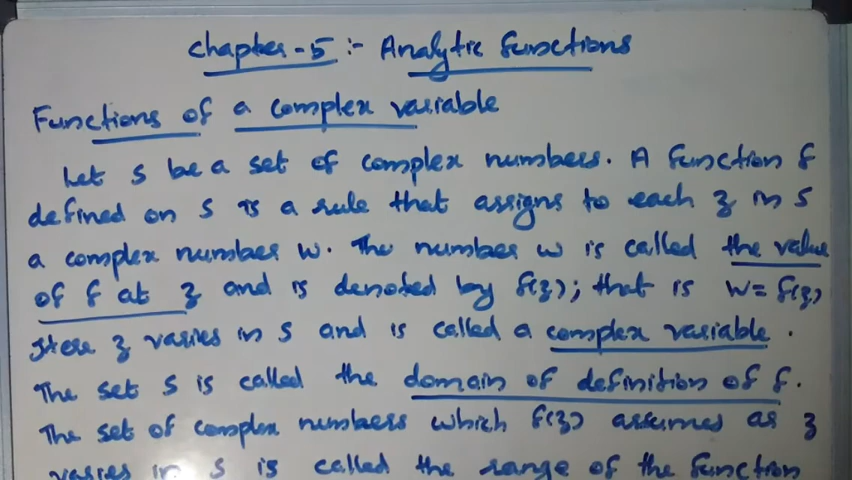 Chapter-5 :- Analytic functions
Functions of a complex variable
Let S be a set of complex numbers. A function f
defined on S is a rule that assigns to each z in S
a complex number w. The number w is called the value
of f at z and is denoted by f(z); that is w = f(z)
Here z varies in S and is called a complex variable.
The set S is called the domain of definition of f.
The set of complex numbers which f(z) assumes as z
varies in S is called the range of the function